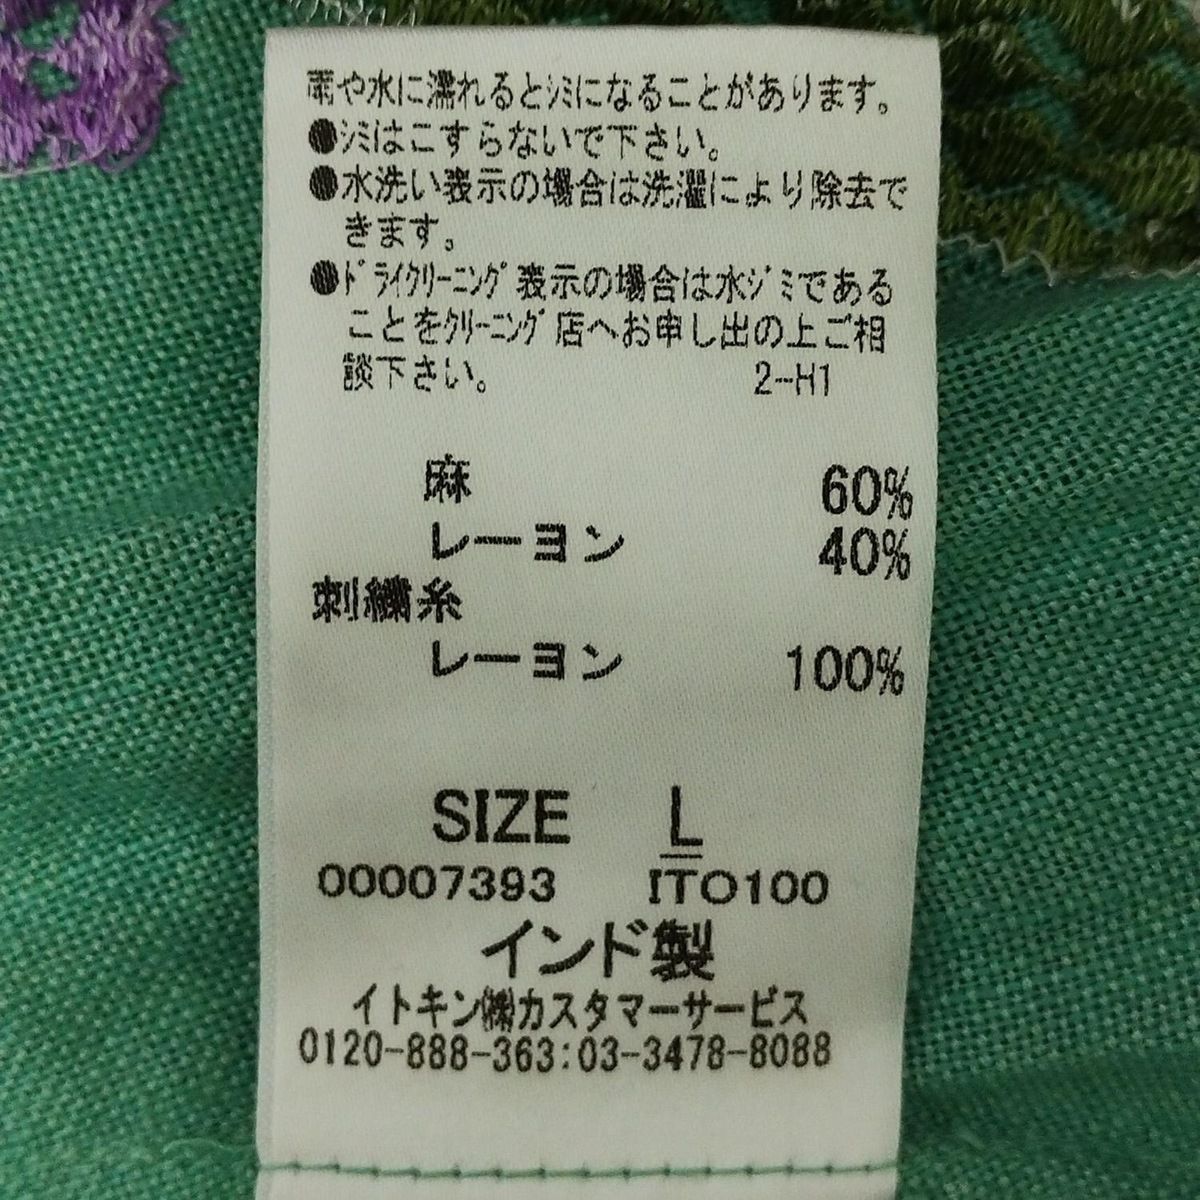 雨や水に濡れるとｼﾐになることがあります。
●ｼﾐはこすらないで下さい。
●水洗い表示の場合は洗濯により除去で
きます。
●ﾄﾞﾗｲｸﾘｰﾆﾝｸﾞ表示の場合は水ｼﾞﾐである
ことをｸﾘｰﾆﾝｸﾞ店へお申し出の上ご相
談下さい。 2-H1
麻 60%
レーヨン 40%
刺繍糸
レーヨン 100%
SIZE L
00007393 ITO100
インド製
イトキン㈱カスタマーサービス
0120-888-363:03-3478-8088